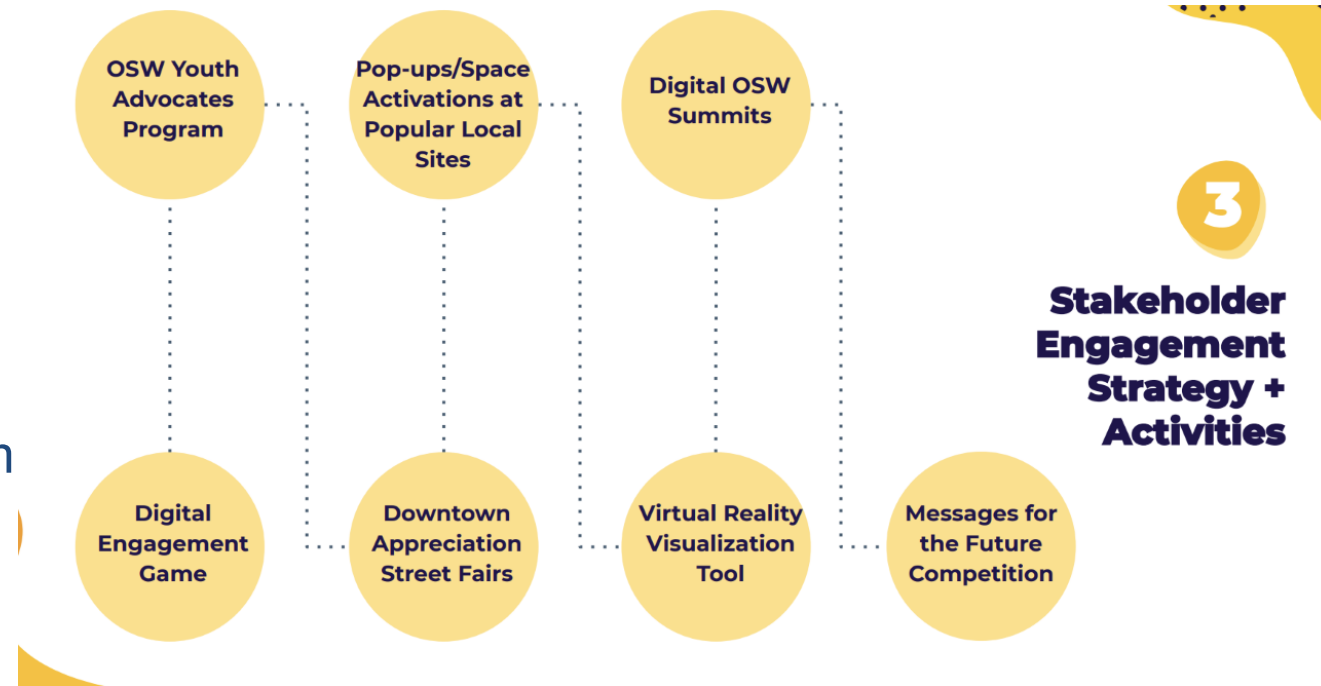 OSW Youth
Advocates
Program
Pop-ups/Space
Activations at
Popular Local
Sites
Digital OSW
Summits
3
Stakeholder
Engagement
Strategy +
Activities
Digital
Engagement
Game
Downtown
Appreciation
Street Fairs
Virtual Reality
Visualization
Tool
Messages for
the Future
Competition